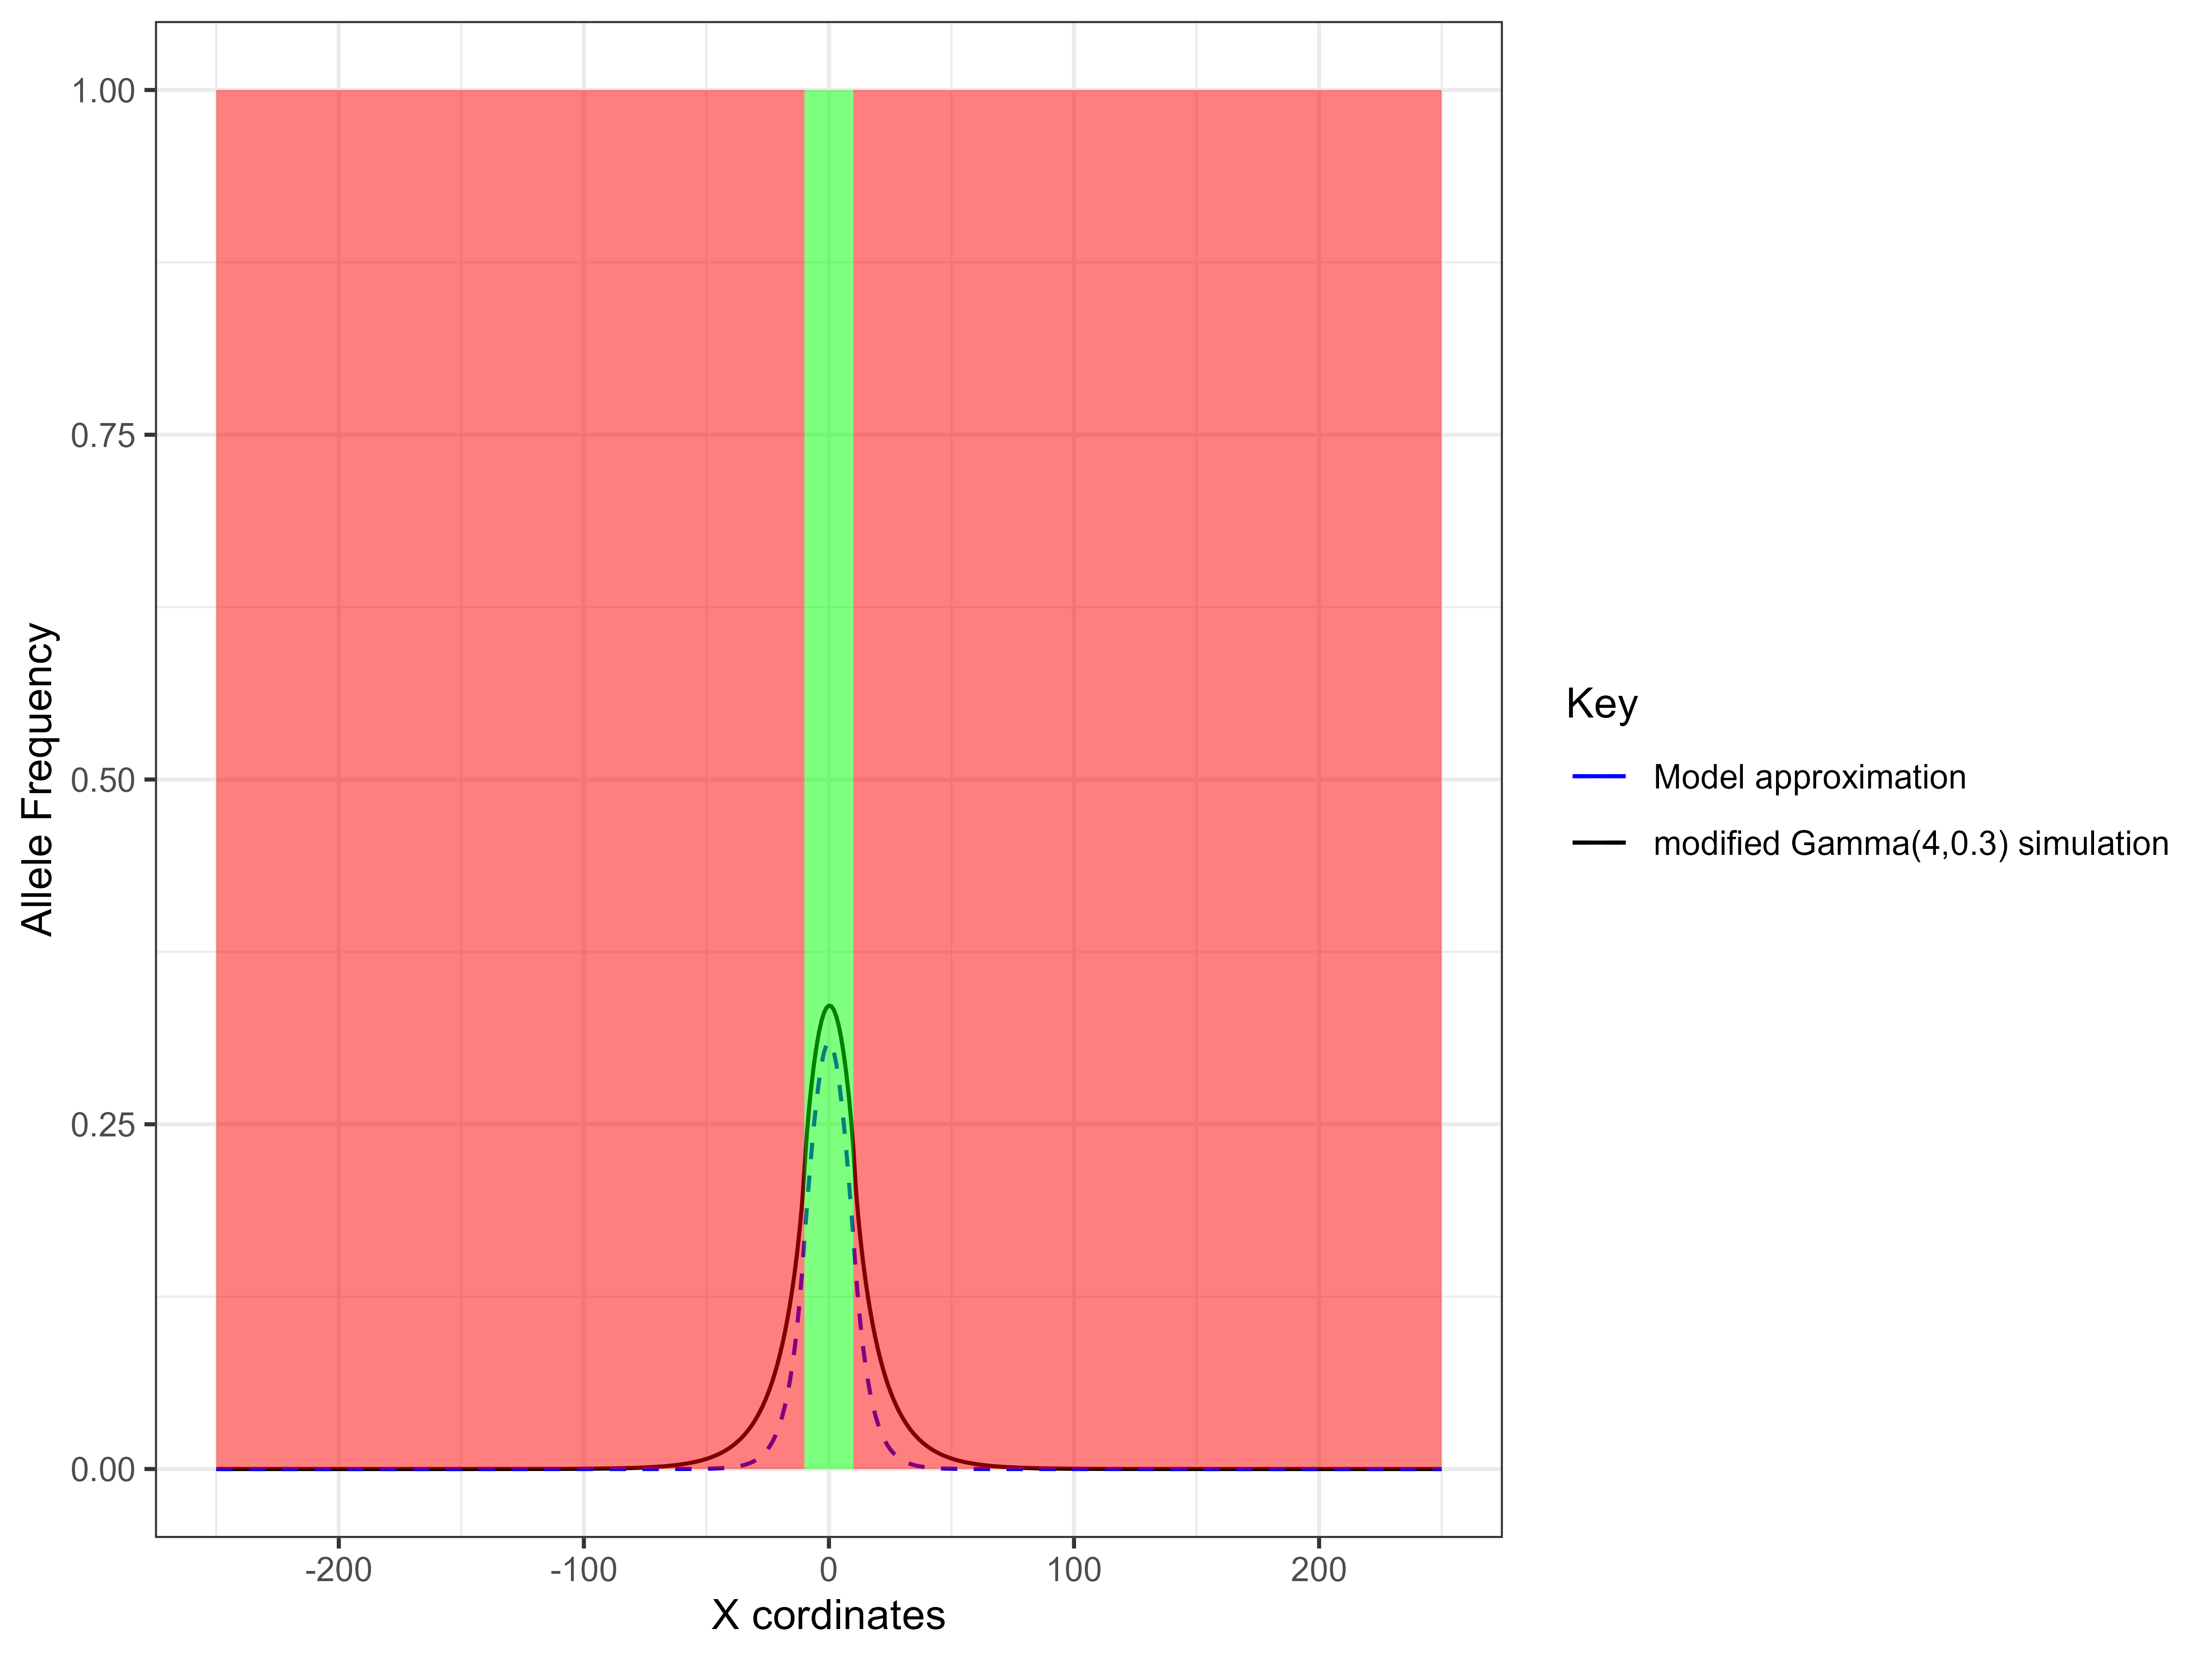 1.00
0.75
0.50
0.25
0.00
Allele Frequency
-200
-100
0
100
200
X cordinates
Key
Model approximation
modified Gamma(4,0.3) simulation